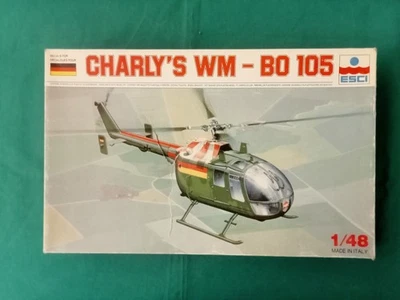 CHARLY'S WM - BO 105
ESCI
1/48
MADE IN ITALY